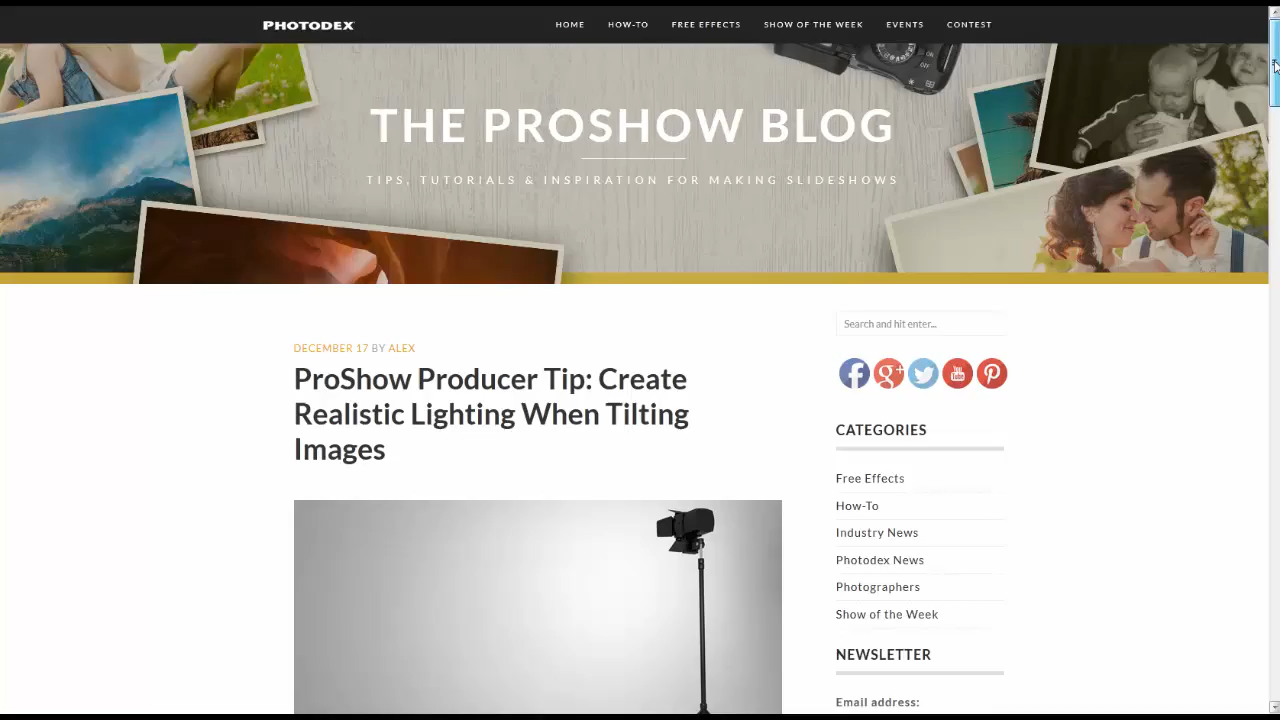 PHOTODEX
HOME HOW-TO FREE EFFECTS SHOW OF THE WEEK EVENTS CONTEST
THE PROSHOW BLOG
TIPS, TUTORIALS & INSPIRATION FOR MAKING SLIDESHOWS
Search and hit enter...
DECEMBER 17 BY ALEX
ProShow Producer Tip: Create
Realistic Lighting When Tilting
Images
CATEGORIES
Free Effects
How-To
Industry News
Photodex News
Photographers
Show of the Week
NEWSLETTER
Email address: